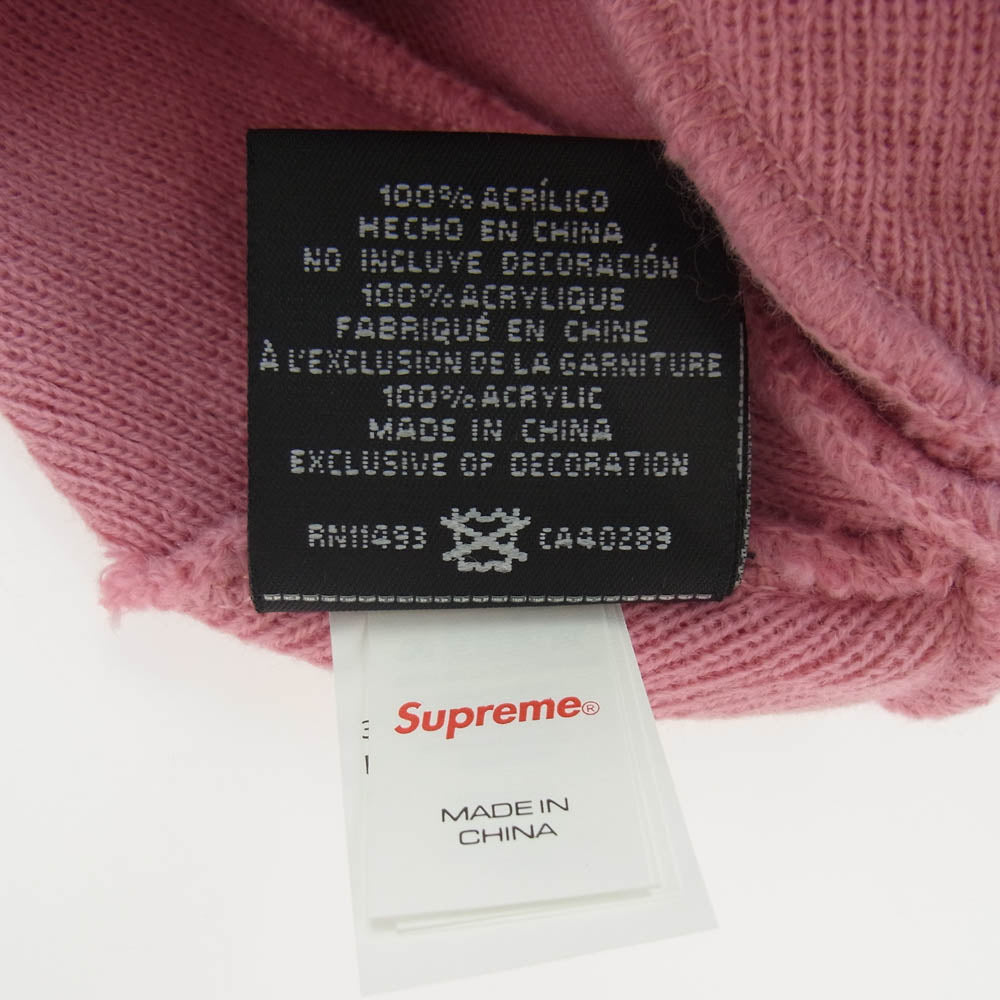 100% ACRÍLICO
HECHO EN CHINA
NO INCLUYE DECORACIÓN
100% ACRYLIQUE
FABRIQUÉ EN CHINE
À L'EXCLUSION DE LA GARNITURE
100% ACRYLIC
MADE IN CHINA
EXCLUSIVE OF DECORATION
RN11493 CA40289
Supreme®
MADE IN
CHINA